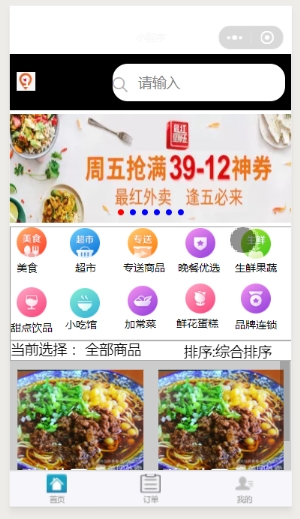 请输入
最红
周五抢满39-12神券
最红外卖 逢五必来
美食 超市 专送 生鲜
美食 超市 专送商品 晚餐优选 生鲜果蔬
甜点饮品 小吃馆 加常菜 鲜花蛋糕 品牌连锁
当前选择： 全部商品 排序:综合排序
首页 订单 我的